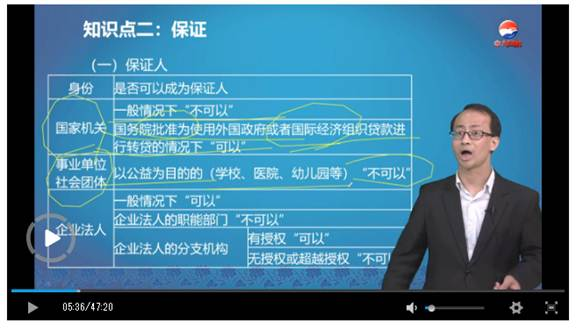 知识点二：保证
（一）保证人
身份
是否可以成为保证人
国家机关
一般情况下“不可以”
国务院批准为使用外国政府或者国际经济组织贷款进
行转贷的情况下“可以”
事业单位
社会团体
以公益为目的的（学校、医院、幼儿园等）“不可以”
企业法人
一般情况下“可以”
企业法人的职能部门“不可以”
企业法人的分支机构
有授权“可以”
无授权或超越授权“不可以
05:36/47:20